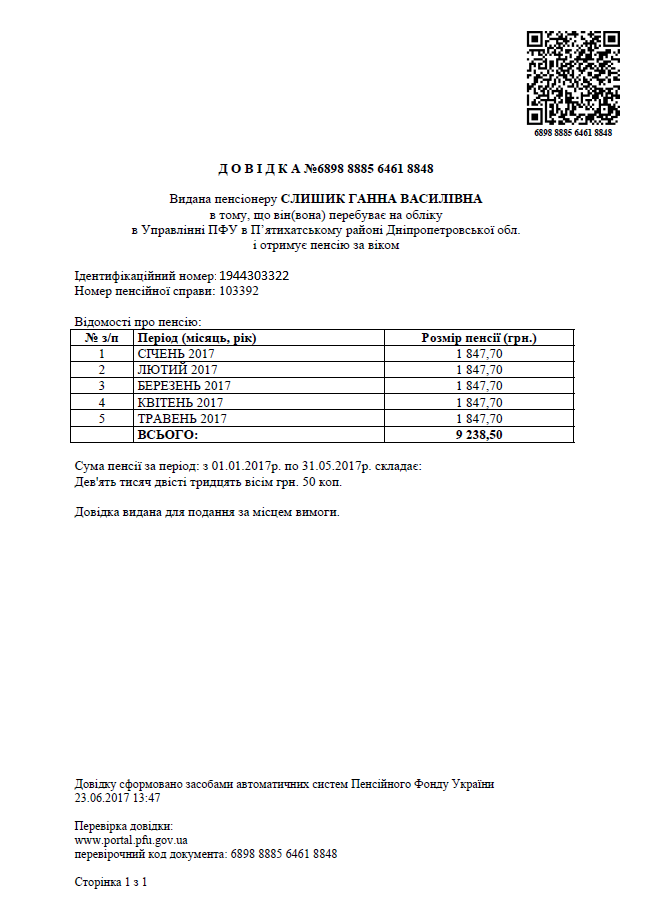 6898 8885 6461 8848
Д О В І Д К А №6898 8885 6461 8848
Видана пенсіонеру СЛИШИК ГАННА ВАСИЛІВНА
в тому, що він(вона) перебуває на обліку
в Управлінні ПФУ в П’ятихатському районі Дніпропетровської обл.
і отримує пенсію за віком
Ідентифікаційний номер: 1944303322
Номер пенсійної справи: 103392
Відомості про пенсію:
№ з/п Період (місяць, рік) Розмір пенсії (грн.)
1 СІЧЕНЬ 2017 1 847,70
2 ЛЮТИЙ 2017 1 847,70
3 БЕРЕЗЕНЬ 2017 1 847,70
4 КВІТЕНЬ 2017 1 847,70
5 ТРАВЕНЬ 2017 1 847,70
ВСЬОГО: 9 238,50
Сума пенсії за період: з 01.01.2017р. по 31.05.2017р. складає:
Дев'ять тисяч двісті тридцять вісім грн. 50 коп.
Довідка видана для подання за місцем вимоги.
Довідку сформовано засобами автоматичних систем Пенсійного Фонду України
23.06.2017 13:47
Перевірка довідки:
www.portal.pfu.gov.ua
перевірочний код документа: 6898 8885 6461 8848
Сторінка 1 з 1